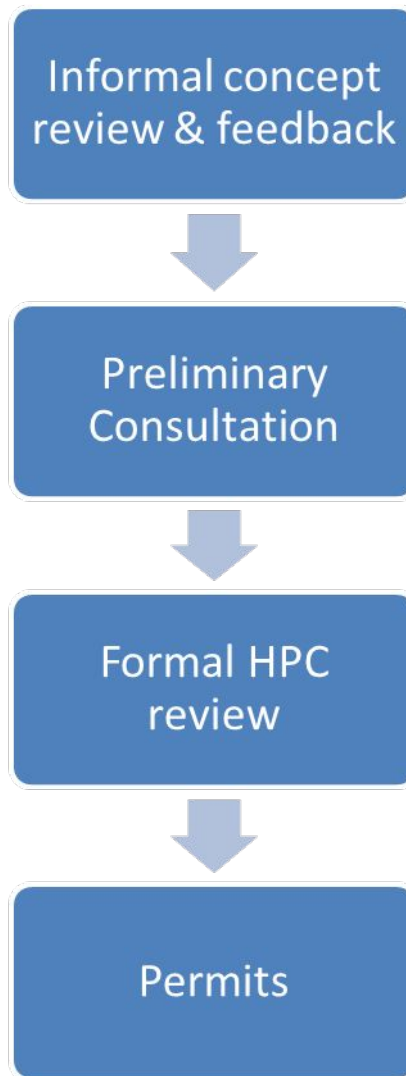 Informal concept
review & feedback
Preliminary
Consultation
Formal HPC
review
Permits